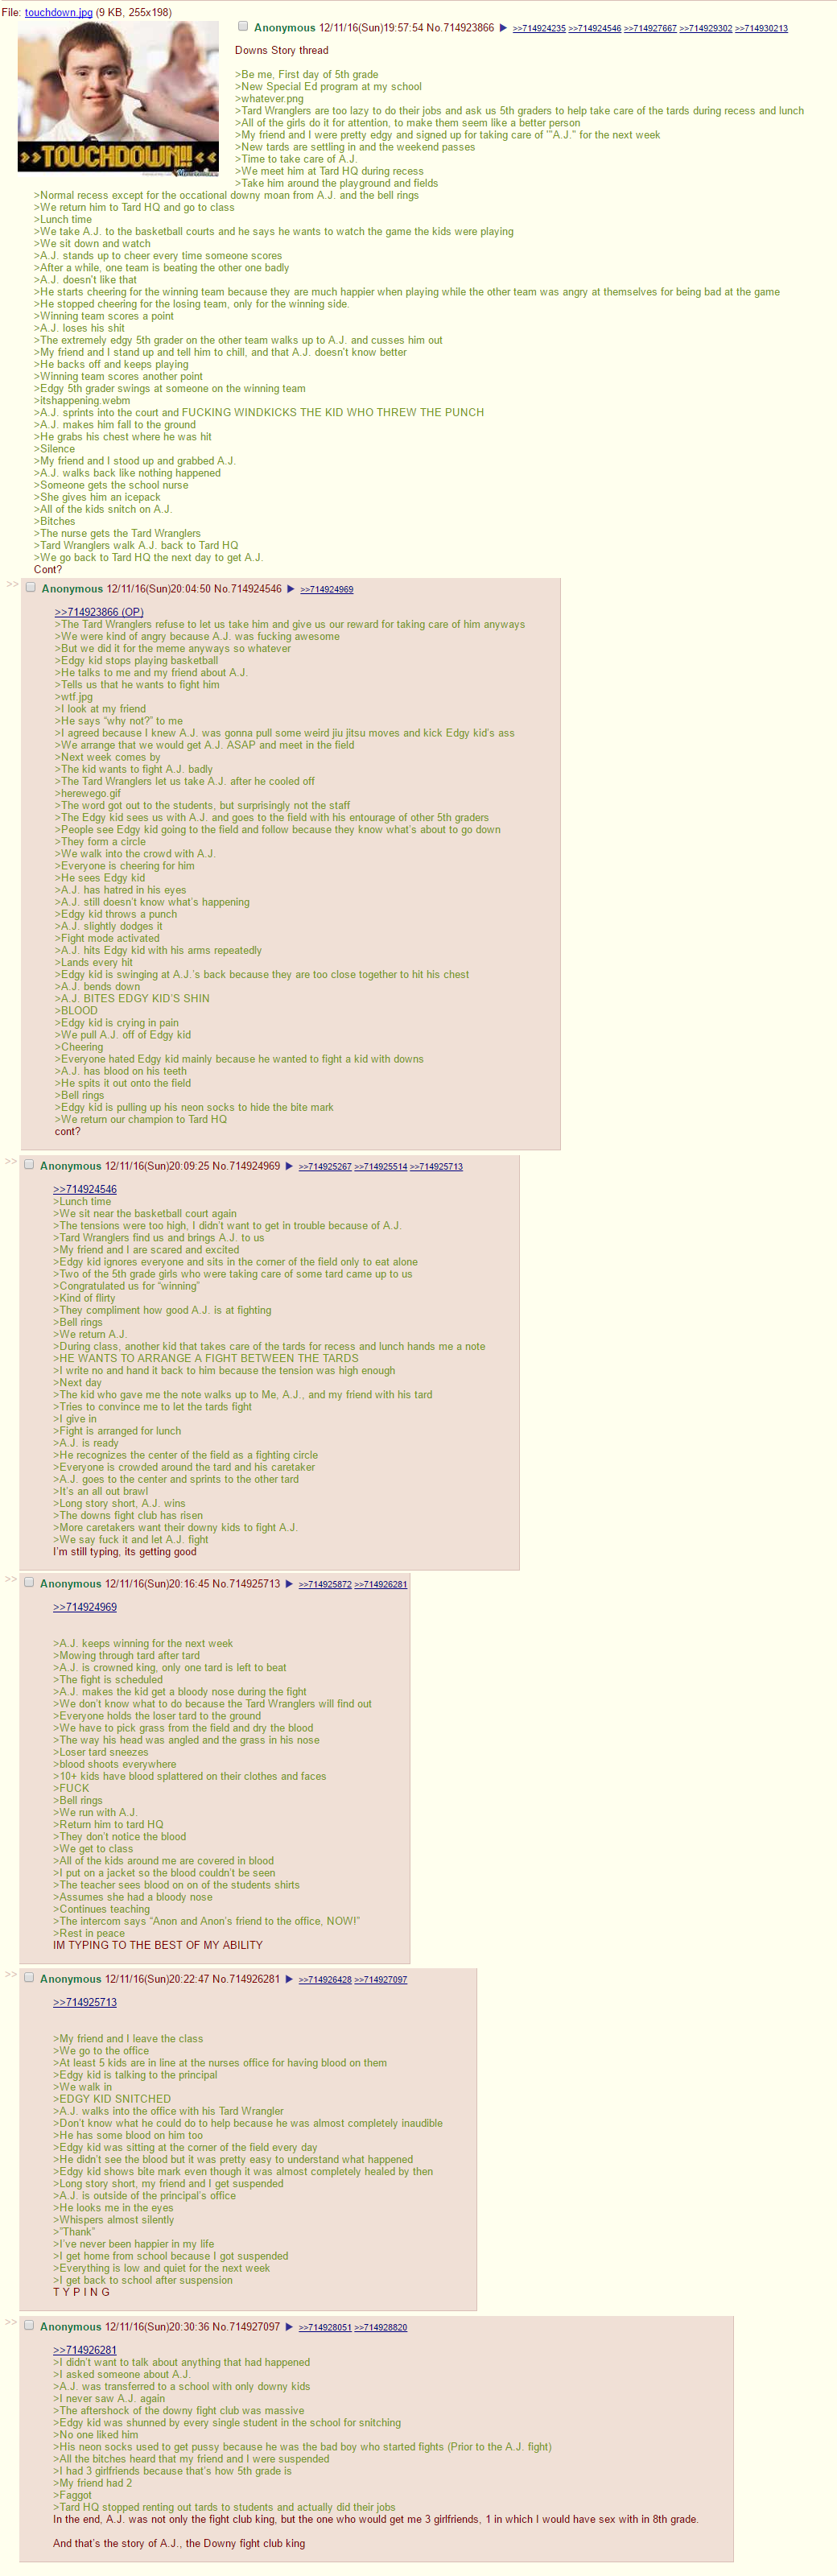 File: touchdown.jpg (9 KB, 255x198)
Anonymous 12/11/16(Sun)19:57:54 No.714923866 ▶ >>714924235 >>714924546 >>714927667 >>714929302 >>714930213
>>TOUCHDOWN!!<<
Downs Story thread
>Be me, First day of 5th grade
>New Special Ed program at my school
>whatever.png
>Tard Wranglers are too lazy to do their jobs and ask us 5th graders to help take care of the tards during recess and lunch
>All of the girls do it for attention, to make them seem like a better person
>My friend and I were pretty edgy and signed up for taking care of '"A.J." for the next week
>New tards are settling in and the weekend passes
>Time to take care of A.J.
>We meet him at Tard HQ during recess
>Take him around the playground and fields
>Normal recess except for the occational downy moan from A.J. and the bell rings
>We return him to Tard HQ and go to class
>Lunch time
>We take A.J. to the basketball courts and he says he wants to watch the game the kids were playing
>We sit down and watch
>A.J. stands up to cheer every time someone scores
>After a while, one team is beating the other one badly
>A.J. doesn't like that
>He starts cheering for the winning team because they are much happier when playing while the other team was angry at themselves for being bad at the game
>He stopped cheering for the losing team, only for the winning side.
>Winning team scores a point
>A.J. loses his shit
>The extremely edgy 5th grader on the other team walks up to A.J. and cusses him out
>My friend and I stand up and tell him to chill, and that A.J. doesn't know better
>He backs off and keeps playing
>Winning team scores another point
>Edgy 5th grader swings at someone on the winning team
>itshappening.webm
>A.J. sprints into the court and FUCKING WINDKICKS THE KID WHO THREW THE PUNCH
>A.J. makes him fall to the ground
>He grabs his chest where he was hit
>Silence
>My friend and I stood up and grabbed A.J.
>A.J. walks back like nothing happened
>Someone gets the school nurse
>She gives him an icepack
>All of the kids snitch on A.J.
>Bitches
>The nurse gets the Tard Wranglers
>Tard Wranglers walk A.J. back to Tard HQ
>We go back to Tard HQ the next day to get A.J.
Cont?
>> Anonymous 12/11/16(Sun)20:04:50 No.714924546 ▶ >>714924969
>>714923866 (OP)
>The Tard Wranglers refuse to let us take him and give us our reward for taking care of him anyways
>We were kind of angry because A.J. was fucking awesome
>But we did it for the meme anyways so whatever
>Edgy kid stops playing basketball
>He talks to me and my friend about A.J.
>Tells us that he wants to fight him
>wtf.jpg
>I look at my friend
>He says “why not?” to me
>I agreed because I knew A.J. was gonna pull some weird jiu jitsu moves and kick Edgy kid's ass
>We arrange that we would get A.J. ASAP and meet in the field
>Next week comes by
>The kid wants to fight A.J. badly
>The Tard Wranglers let us take A.J. after he cooled off
>herewego.gif
>The word got out to the students, but surprisingly not the staff
>The Edgy kid sees us with A.J. and goes to the field with his entourage of other 5th graders
>People see Edgy kid going to the field and follow because they know what's about to go down
>They form a circle
>We walk into the crowd with A.J.
>Everyone is cheering for him
>He sees Edgy kid
>A.J. has hatred in his eyes
>A.J. still doesn't know what's happening
>Edgy kid throws a punch
>A.J. slightly dodges it
>Fight mode activated
>A.J. hits Edgy kid with his arms repeatedly
>Lands every hit
>Edgy kid is swinging at A.J.'s back because they are too close together to hit his chest
>A.J. bends down
>A.J. BITES EDGY KID'S SHIN
>BLOOD
>Edgy kid is crying in pain
>We pull A.J. off of Edgy kid
>Cheering
>Everyone hated Edgy kid mainly because he wanted to fight a kid with downs
>A.J. has blood on his teeth
>He spits it out onto the field
>Bell rings
>Edgy kid is pulling up his neon socks to hide the bite mark
>We return our champion to Tard HQ
cont?
>> Anonymous 12/11/16(Sun)20:09:25 No.714924969 ▶ >>714925267 >>714925514 >>714925713
>>714924546
>Lunch time
>We sit near the basketball court again
>The tensions were too high, I didn't want to get in trouble because of A.J.
>Tard Wranglers find us and brings A.J. to us
>My friend and I are scared and excited
>Edgy kid ignores everyone and sits in the corner of the field only to eat alone
>Two of the 5th grade girls who were taking care of some tard came up to us
>Congratulated us for “winning”
>Kind of flirty
>They compliment how good A.J. is at fighting
>Bell rings
>We return A.J.
>During class, another kid that takes care of the tards for recess and lunch hands me a note
>HE WANTS TO ARRANGE A FIGHT BETWEEN THE TARDS
>I write no and hand it back to him because the tension was high enough
>Next day
>The kid who gave me the note walks up to Me, A.J., and my friend with his tard
>Tries to convince me to let the tards fight
>I give in
>Fight is arranged for lunch
>A.J. is ready
>He recognizes the center of the field as a fighting circle
>Everyone is crowded around the tard and his caretaker
>A.J. goes to the center and sprints to the other tard
>It's an all out brawl
>Long story short, A.J. wins
>The downs fight club has risen
>More caretakers want their downy kids to fight A.J.
>We say fuck it and let A.J. fight
I'm still typing, its getting good
>> Anonymous 12/11/16(Sun)20:16:45 No.714925713 ▶ >>714925872 >>714926281
>>714924969
>A.J. keeps winning for the next week
>Mowing through tard after tard
>A.J. is crowned king, only one tard is left to beat
>The fight is scheduled
>A.J. makes the kid get a bloody nose during the fight
>We don't know what to do because the Tard Wranglers will find out
>Everyone holds the loser tard to the ground
>We have to pick grass from the field and dry the blood
>The way his head was angled and the grass in his nose
>Loser tard sneezes
>blood shoots everywhere
>10+ kids have blood splattered on their clothes and faces
>FUCK
>Bell rings
>We run with A.J.
>Return him to tard HQ
>They don't notice the blood
>We get to class
>All of the kids around me are covered in blood
>I put on a jacket so the blood couldn't be seen
>The teacher sees blood on on of the students shirts
>Assumes she had a bloody nose
>Continues teaching
>The intercom says “Anon and Anon's friend to the office, NOW!”
>Rest in peace
IM TYPING TO THE BEST OF MY ABILITY
>> Anonymous 12/11/16(Sun)20:22:47 No.714926281 ▶ >>714926428 >>714927097
>>714925713
>My friend and I leave the class
>We go to the office
>At least 5 kids are in line at the nurses office for having blood on them
>Edgy kid is talking to the principal
>We walk in
>EDGY KID SNITCHED
>A.J. walks into the office with his Tard Wrangler
>Don't know what he could do to help because he was almost completely inaudible
>He has some blood on him too
>Edgy kid was sitting at the corner of the field every day
>He didn't see the blood but it was pretty easy to understand what happened
>Edgy kid shows bite mark even though it was almost completely healed by then
>Long story short, my friend and I get suspended
>A.J. is outside of the principal's office
>He looks me in the eyes
>Whispers almost silently
>”Thank”
>I've never been happier in my life
>I get home from school because I got suspended
>Everything is low and quiet for the next week
>I get back to school after suspension
T Y P I N G
>> Anonymous 12/11/16(Sun)20:30:36 No.714927097 ▶ >>714928051 >>714928820
>>714926281
>I didn't want to talk about anything that had happened
>I asked someone about A.J.
>A.J. was transferred to a school with only downy kids
>I never saw A.J. again
>The aftershock of the downy fight club was massive
>Edgy kid was shunned by every single student in the school for snitching
>No one liked him
>His neon socks used to get pussy because he was the bad boy who started fights (Prior to the A.J. fight)
>All the bitches heard that my friend and I were suspended
>I had 3 girlfriends because that's how 5th grade is
>My friend had 2
>Faggot
>Tard HQ stopped renting out tards to students and actually did their jobs
In the end, A.J. was not only the fight club king, but the one who would get me 3 girlfriends, 1 in which I would have sex with in 8th grade.
And that's the story of A.J., the Downy fight club king